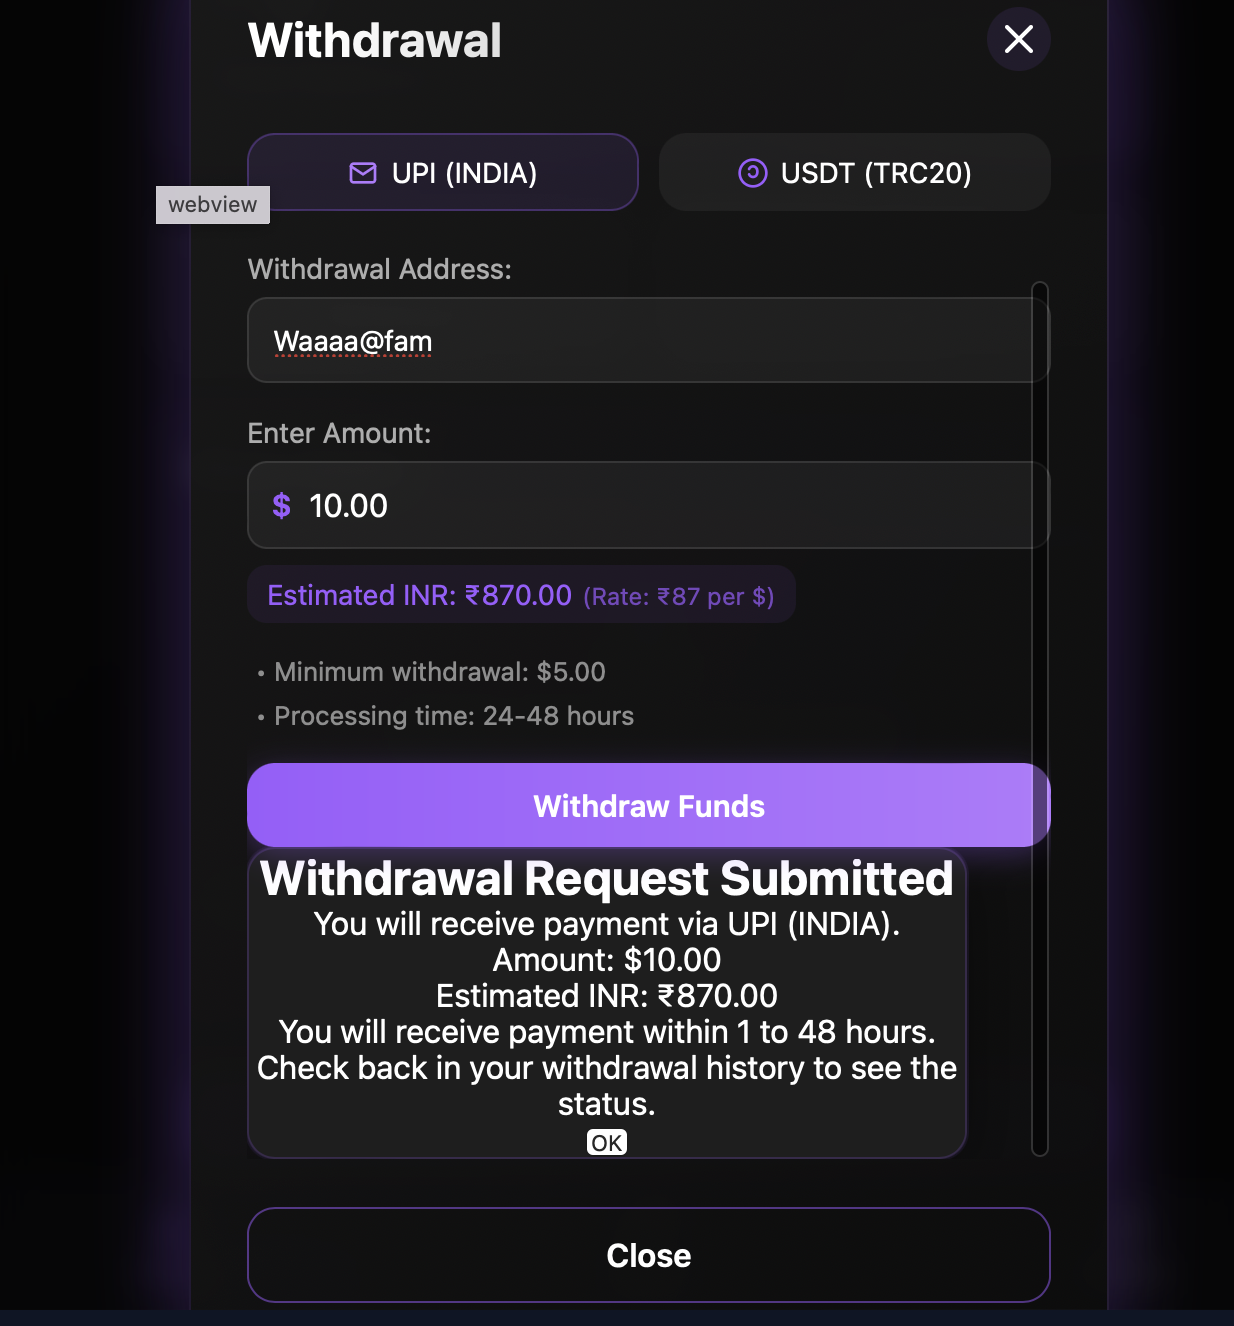 Withdrawal
UPI (INDIA)
USDT (TRC20)
webview
Withdrawal Address:
Waaaa@fam
Enter Amount:
$ 10.00
Estimated INR: ₹870.00 (Rate: ₹87 per $)
• Minimum withdrawal: $5.00
• Processing time: 24-48 hours
Withdraw Funds
Withdrawal Request Submitted
You will receive payment via UPI (INDIA).
Amount: $10.00
Estimated INR: ₹870.00
You will receive payment within 1 to 48 hours.
Check back in your withdrawal history to see the
status.
OK
Close